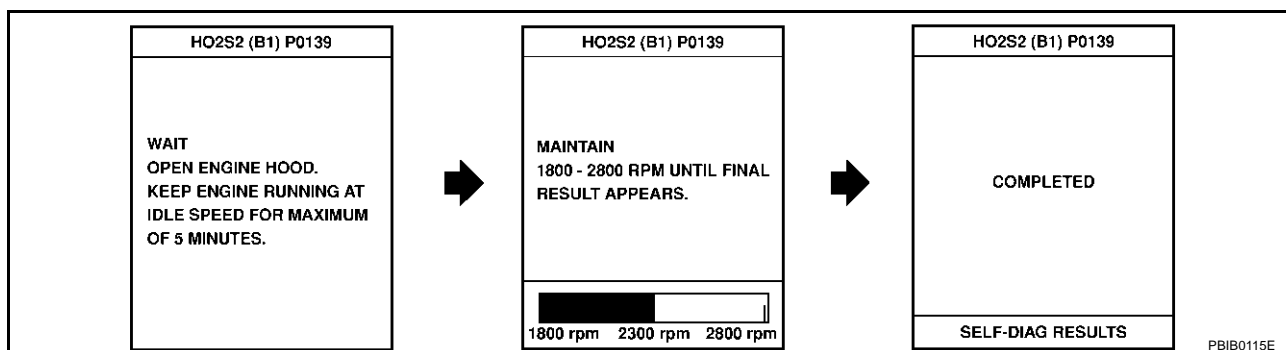 HO2S2 (B1) P0139
WAIT
OPEN ENGINE HOOD.
KEEP ENGINE RUNNING AT
IDLE SPEED FOR MAXIMUM
OF 5 MINUTES.
HO2S2 (B1) P0139
MAINTAIN
1800 - 2800 RPM UNTIL FINAL
RESULT APPEARS.
1800 rpm 2300 rpm 2800 rpm
HO2S2 (B1) P0139
COMPLETED
SELF-DIAG RESULTS
PBIB0115E